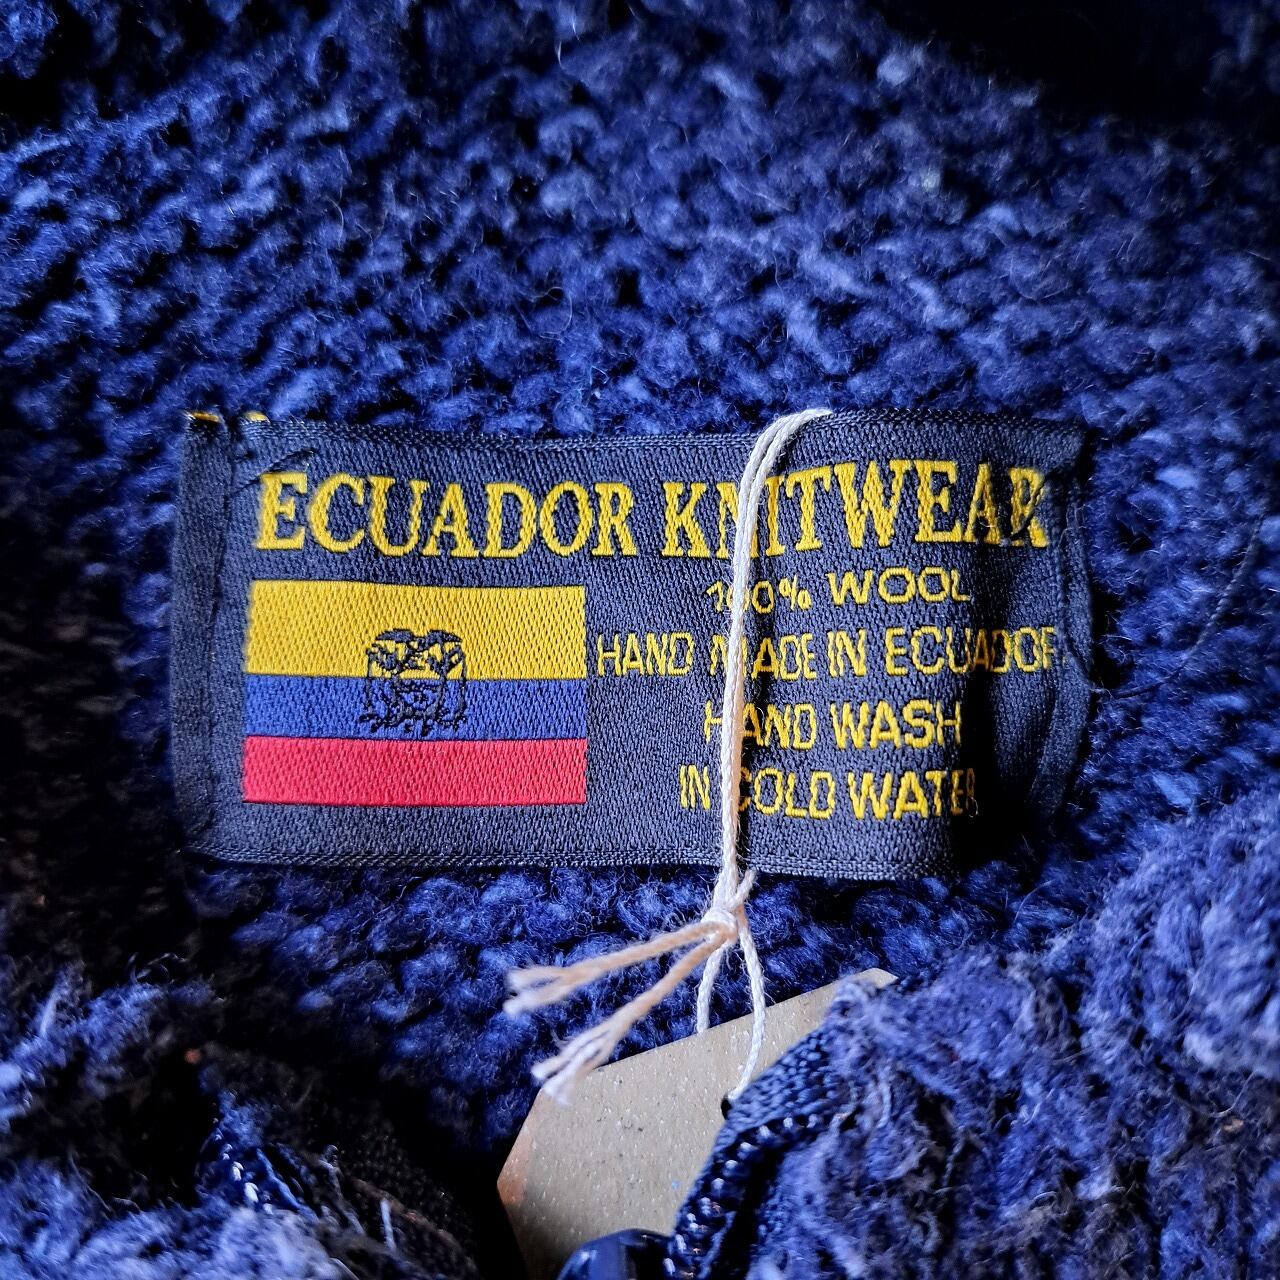 ECUADOR KNITWEAR
100% WOOL
HAND MADE IN ECUADOR
HAND WASH
IN COLD WATER